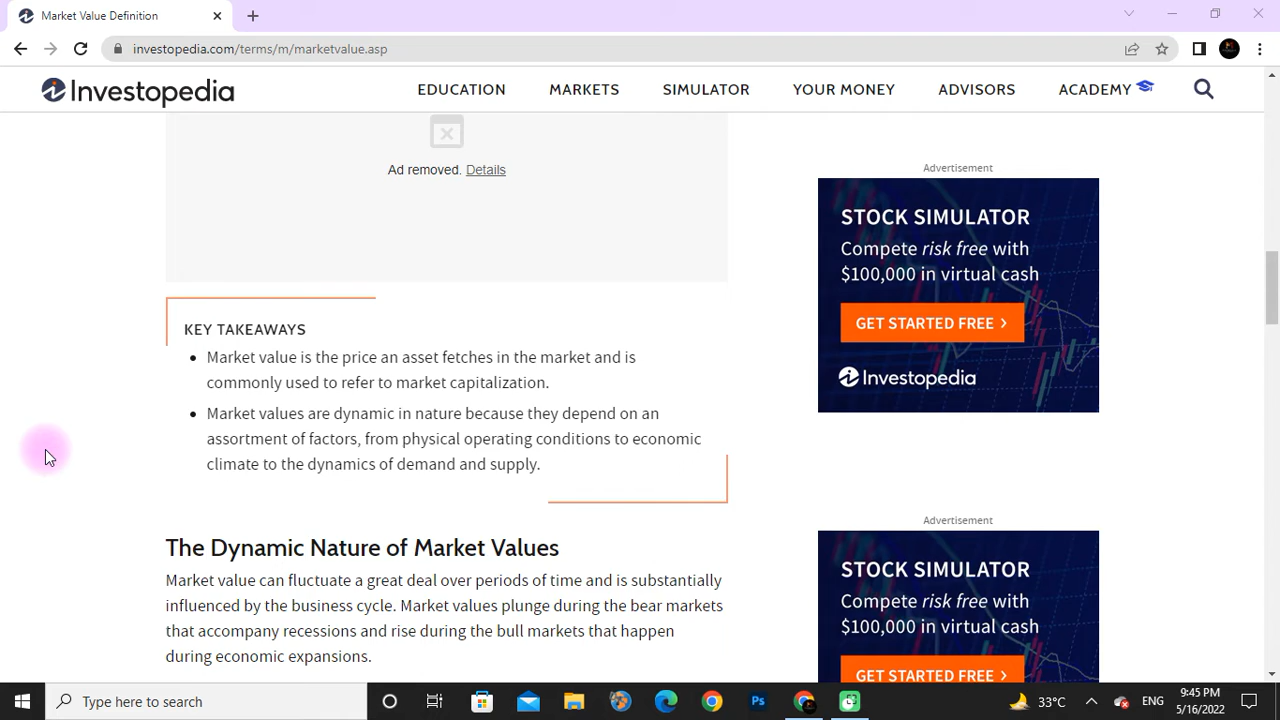 Market Value Definition
investopedia.com/terms/m/marketvalue.asp
Investopedia
EDUCATION MARKETS SIMULATOR YOUR MONEY ADVISORS ACADEMY
Ad removed. Details
Advertisement
STOCK SIMULATOR
Compete risk free with
$100,000 in virtual cash
GET STARTED FREE >
Investopedia
KEY TAKEAWAYS
• Market value is the price an asset fetches in the market and is
commonly used to refer to market capitalization.
• Market values are dynamic in nature because they depend on an
assortment of factors, from physical operating conditions to economic
climate to the dynamics of demand and supply.
The Dynamic Nature of Market Values
Market value can fluctuate a great deal over periods of time and is substantially
influenced by the business cycle. Market values plunge during the bear markets
that accompany recessions and rise during the bull markets that happen
during economic expansions.
Advertisement
STOCK SIMULATOR
Compete risk free with
$100,000 in virtual cash
GET STARTED FREE >
Type here to search
Ps
33°C
ENG
9:45 PM
5/16/2022